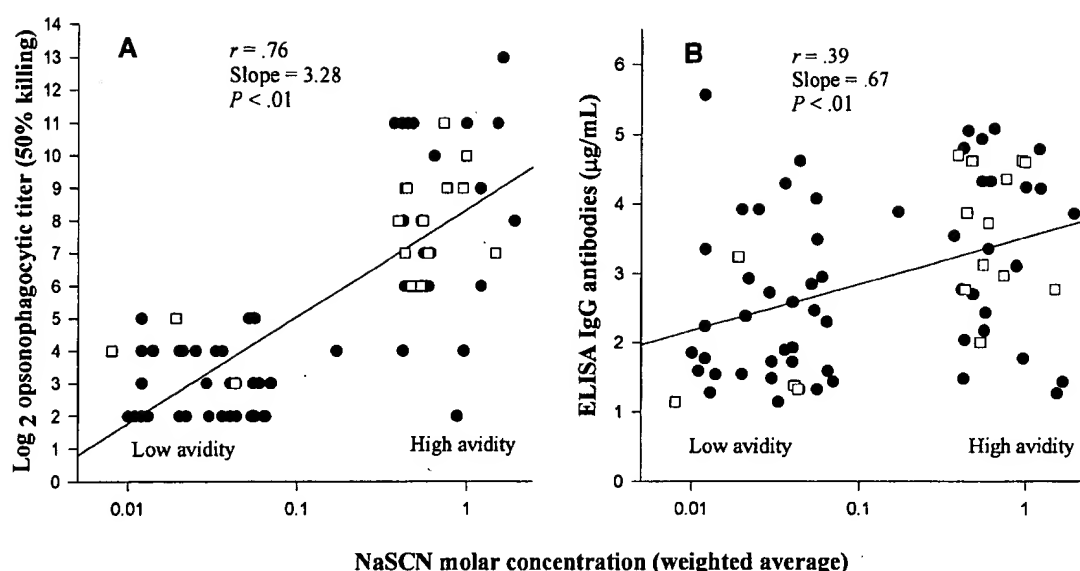 A
r = .76
Slope = 3.28
P < .01
Log 2 opsonophagocytic titer (50% killing)
14
13
12
11
10
9
8
7
6
5
4
3
2
1
0
Low avidity
High avidity
0.01
0.1
1
B
r = .39
Slope = .67
P < .01
ELISA IgG antibodies (µg/mL)
6
5
4
3
2
1
0
Low avidity
High avidity
0.01
0.1
1
NaSCN molar concentration (weighted average)